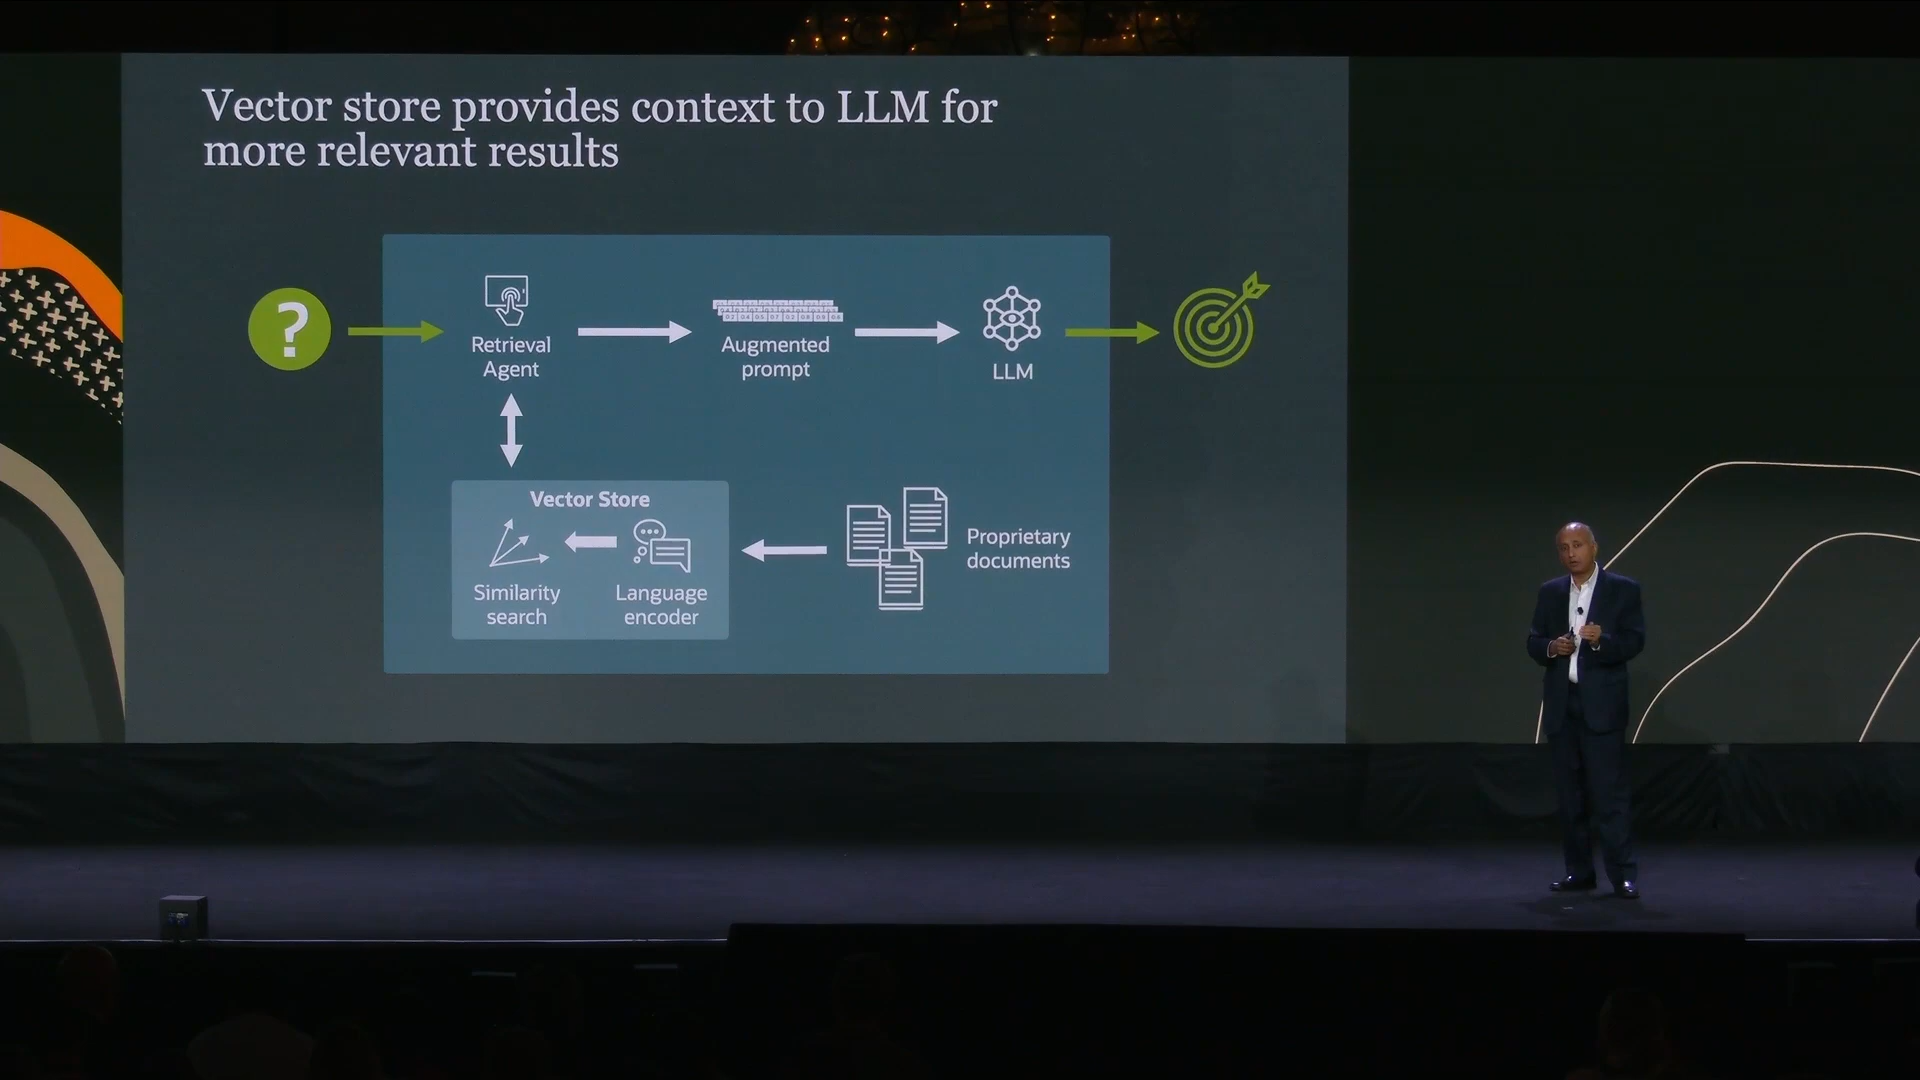 Vector store provides context to LLM for
more relevant results
?
Retrieval
Agent
Augmented
prompt
LLM
Vector Store
Similarity
search
Language
encoder
Proprietary
documents